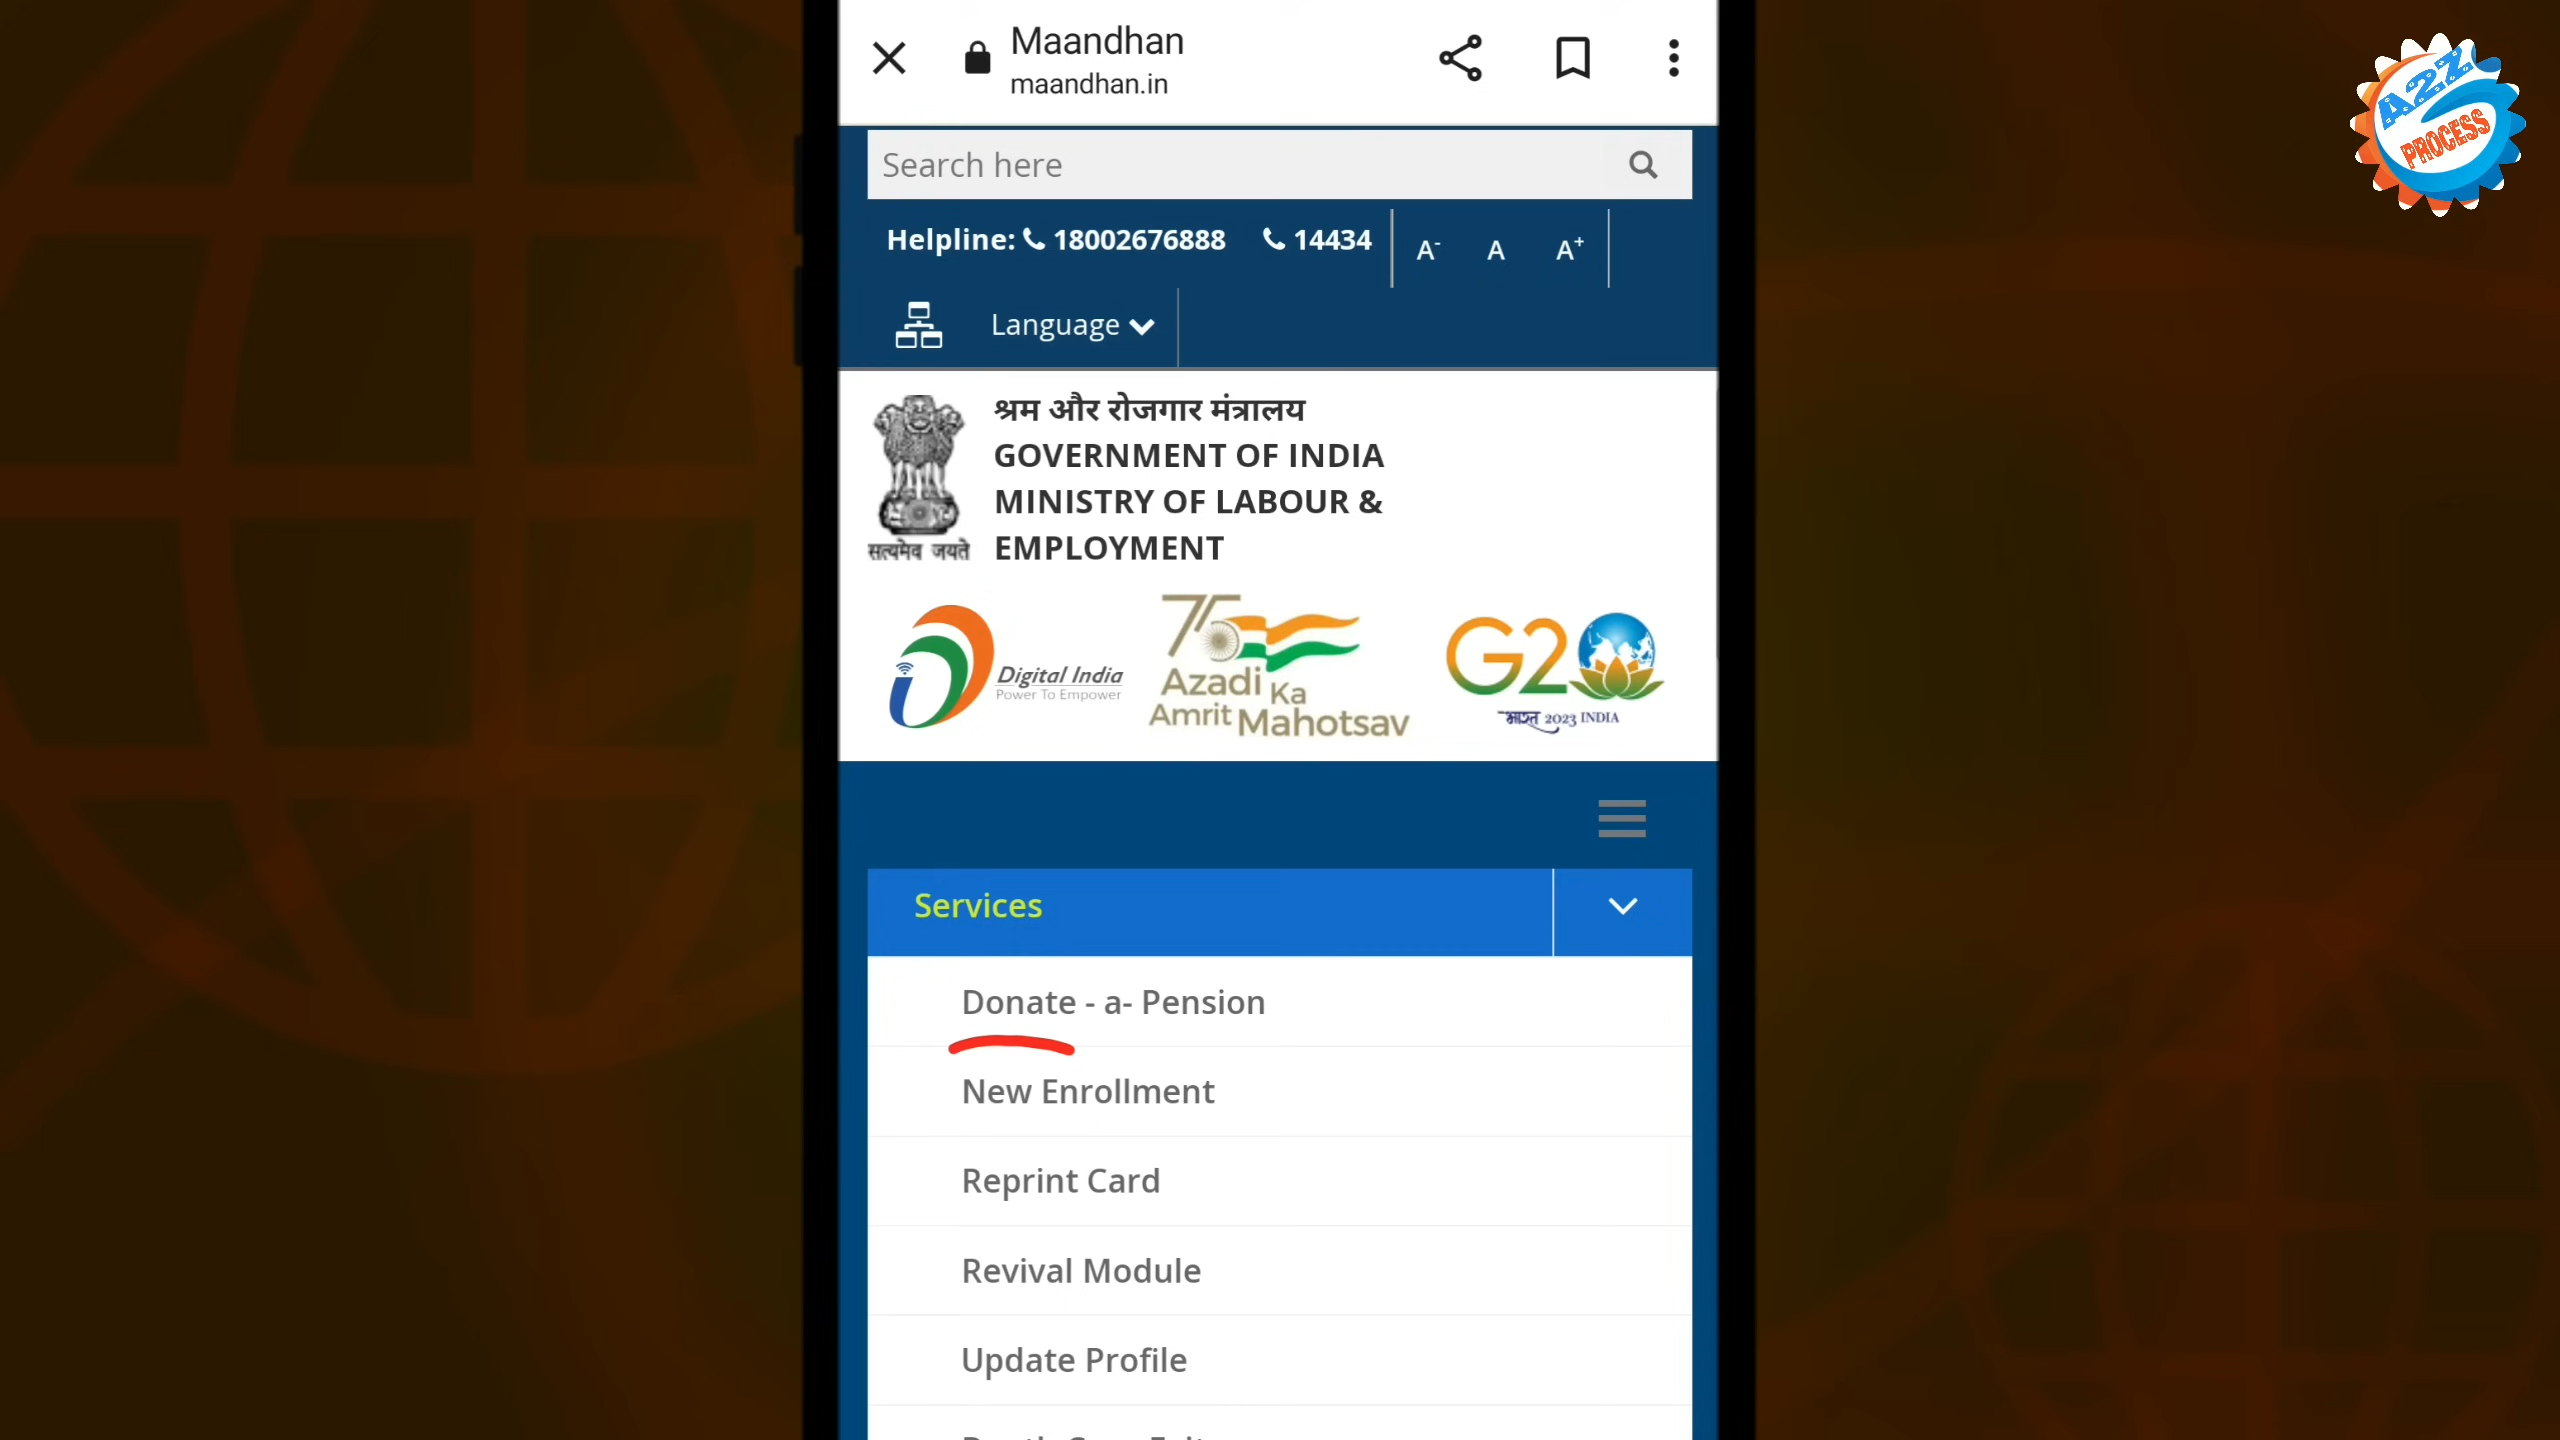 Maandhan
maandhan.in
A2Z
PROCESS
Search here
Helpline: 18002676888 14434 A- A A+
Language
श्रम और रोजगार मंत्रालय
GOVERNMENT OF INDIA
MINISTRY OF LABOUR &
EMPLOYMENT
सत्यमेव जयते
Digital India
Power To Empower
75
Azadi Ka
Amrit Mahotsav
G20
भारत 2023 INDIA
Services
Donate - a- Pension
New Enrollment
Reprint Card
Revival Module
Update Profile